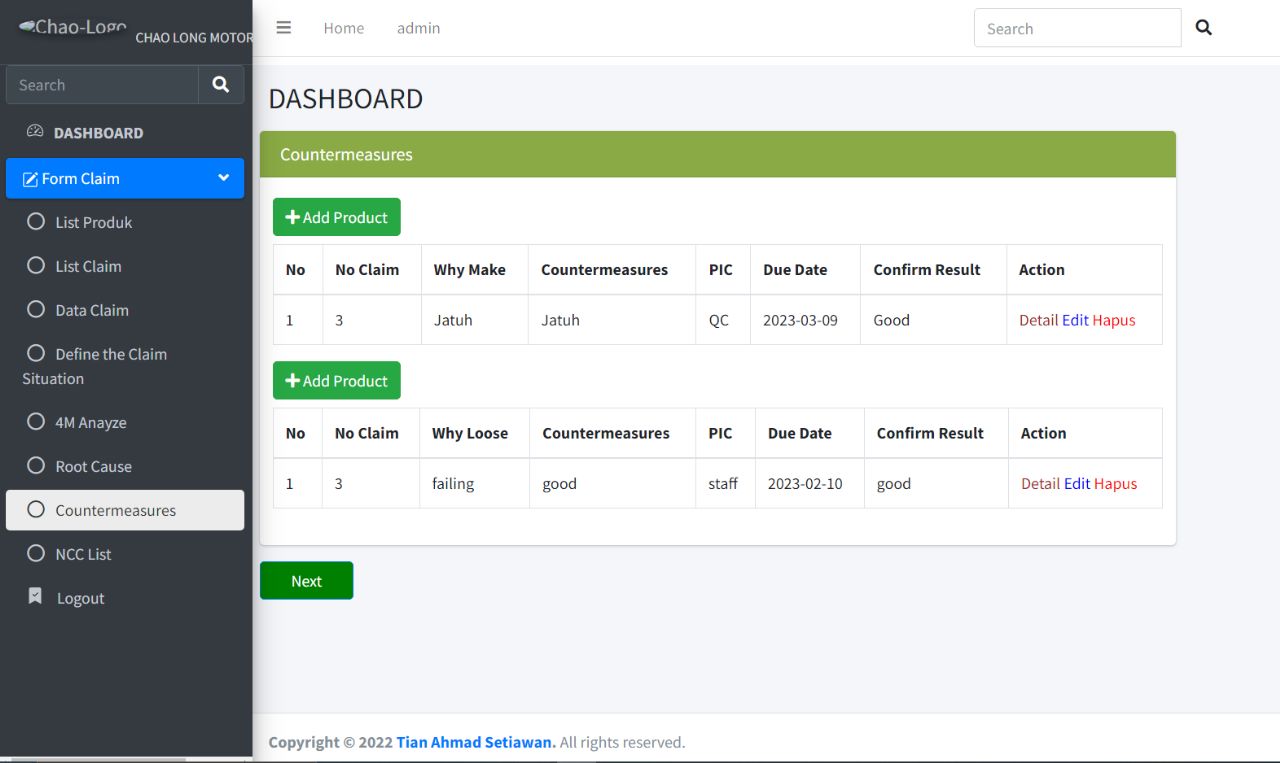 Chao-Logo
CHAO LONG MOTOR
Home admin
Search
Search
DASHBOARD
Form Claim
List Produk
List Claim
Data Claim
Define the Claim
Situation
4M Anayze
Root Cause
Countermeasures
NCC List
Logout
DASHBOARD
Countermeasures
Add Product
No No Claim Why Make Countermeasures PIC Due Date Confirm Result Action
1 3 Jatuh Jatuh QC 2023-03-09 Good Detail Edit Hapus
Add Product
No No Claim Why Loose Countermeasures PIC Due Date Confirm Result Action
1 3 failing good staff 2023-02-10 good Detail Edit Hapus
Next
Copyright © 2022 Tian Ahmad Setiawan. All rights reserved.